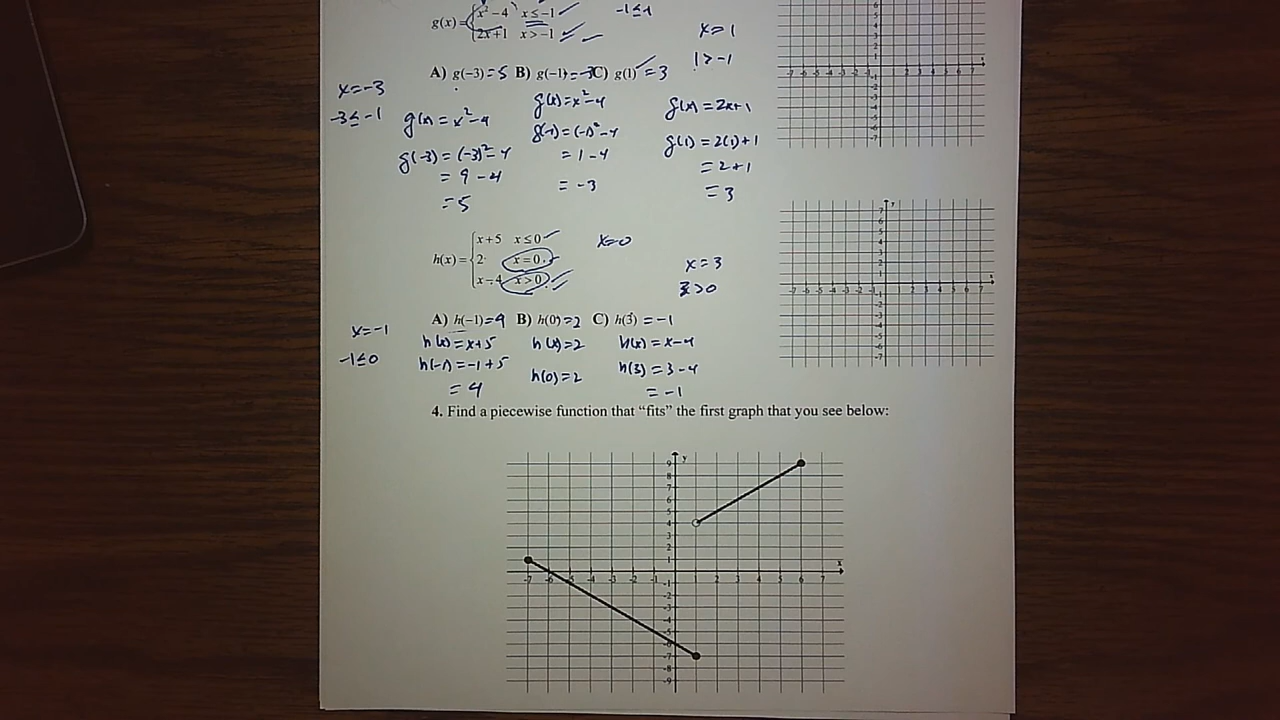 g(x) = { x² − 4 x ≤ −1
2x+1 x > −1
−1 ≤ −1
x = 1
1 > −1
A) g(−3) = 5 B) g(−1) = −3 C) g(1) = 3
x = −3
−3 ≤ −1
g(x) = x² − 4
g(−3) = (−3)² − 4
= 9 − 4
= 5
g(x) = x² − 4
g(−1) = (−1)² − 4
= 1 − 4
= −3
g(x) = 2x+1
g(1) = 2(1)+1
= 2+1
= 3
h(x) = { x+5 x ≤ 0
2 x = 0
x − 4 x > 0
x=0
x = 3
3 > 0
A) h(−1) = 4 B) h(0) = 2 C) h(3) = −1
x = −1
−1 ≤ 0
h(x) = x+5
h(−1) = −1+5
= 4
h(x) = 2
h(0) = 2
h(x) = x−4
h(3) = 3−4
= −1
4. Find a piecewise function that “fits” the first graph that you see below: